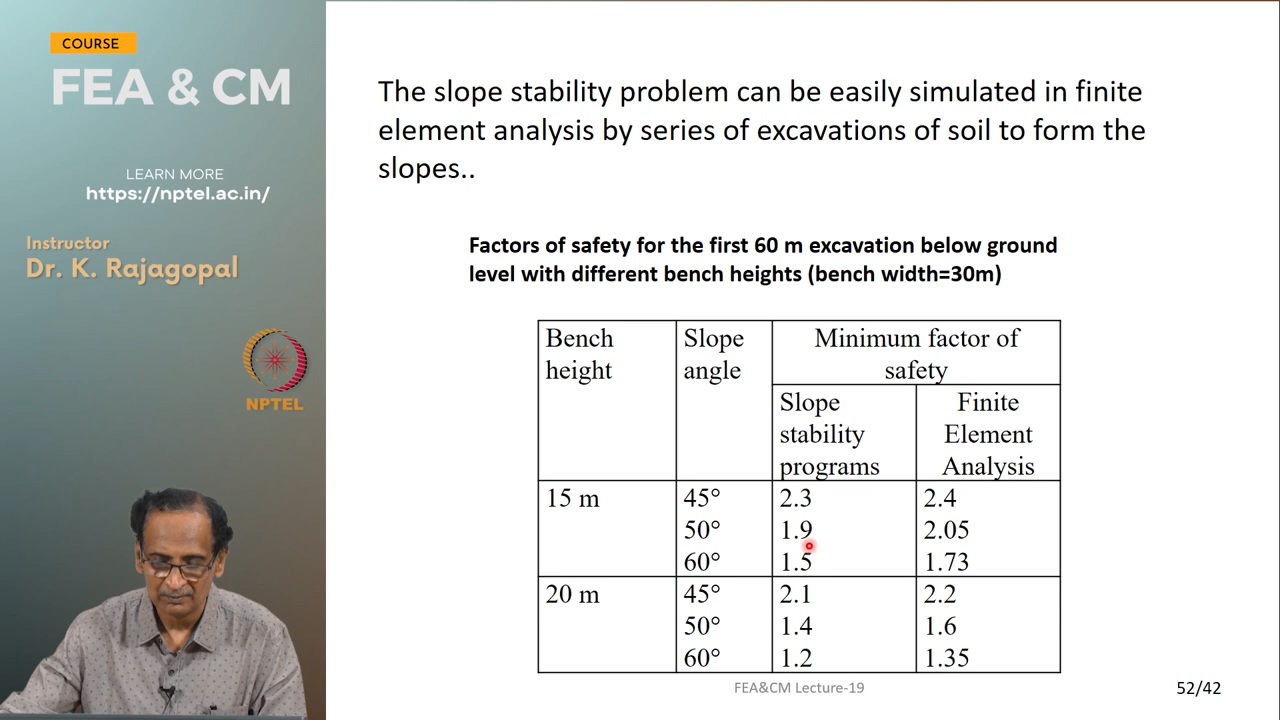 COURSE
FEA & CM
LEARN MORE
https://nptel.ac.in/
Instructor
Dr. K. Rajagopal
NPTEL
The slope stability problem can be easily simulated in finite
element analysis by series of excavations of soil to form the
slopes..
Factors of safety for the first 60 m excavation below ground
level with different bench heights (bench width=30m)
Bench height
Slope angle
Minimum factor of safety
Slope stability programs
Finite Element Analysis
15 m 45° 2.3 2.4
50° 1.9 2.05
60° 1.5 1.73
20 m 45° 2.1 2.2
50° 1.4 1.6
60° 1.2 1.35
FEA&CM Lecture-19
52/42